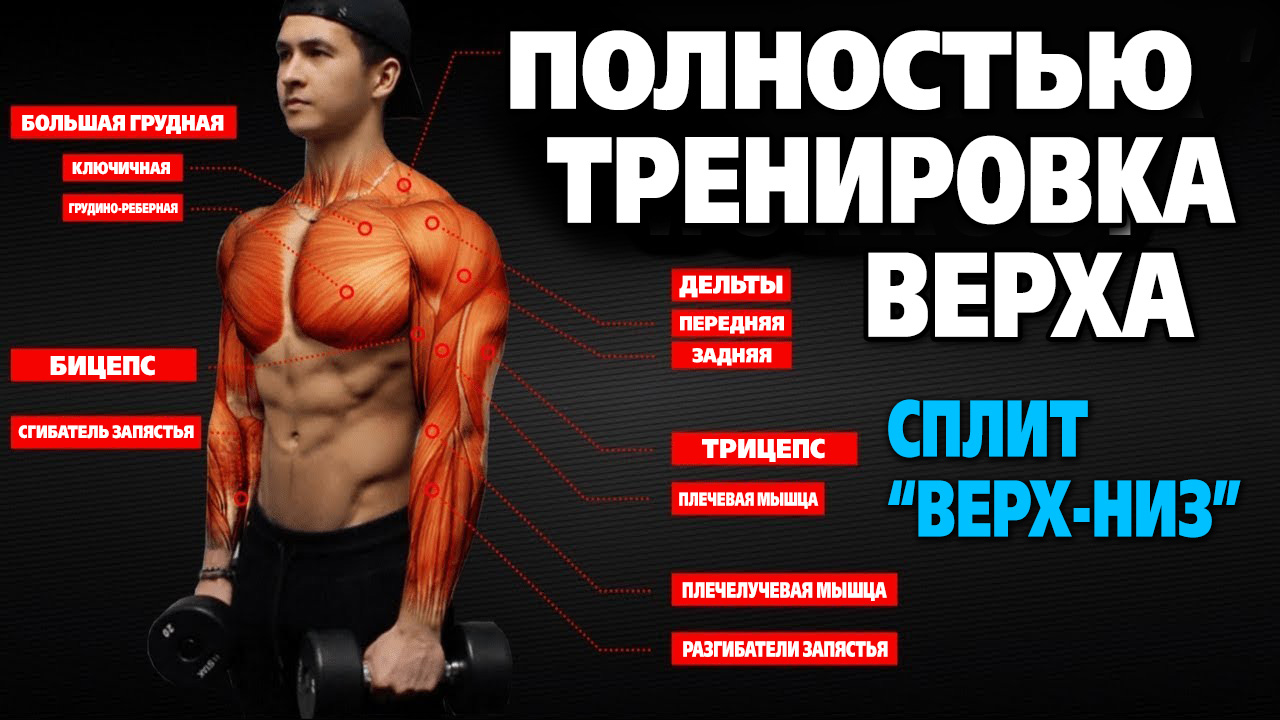 ПОЛНОСТЬЮ
ТРЕНИРОВКА
ВЕРХА
СПЛИТ
“ВЕРХ-НИЗ”
БОЛЬШАЯ ГРУДНАЯ
КЛЮЧИЧНАЯ
ГРУДИНО-РЕБЕРНАЯ
БИЦЕПС
СГИБАТЕЛЬ ЗАПЯСТЬЯ
ДЕЛЬТЫ
ПЕРЕДНЯЯ
ЗАДНЯЯ
ТРИЦЕПС
ПЛЕЧЕВАЯ МЫШЦА
ПЛЕЧЕЛУЧЕВАЯ МЫШЦА
РАЗГИБАТЕЛИ ЗАПЯСТЬЯ
20